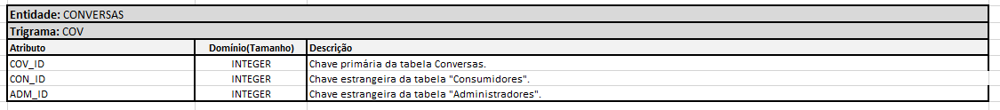 Entidade: CONVERSAS
Trigrama: COV
Atributo Domínio(Tamanho) Descrição
COV_ID INTEGER Chave primária da tabela Conversas.
CON_ID INTEGER Chave estrangeira da tabela "Consumidores".
ADM_ID INTEGER Chave estrangeira da tabela "Administradores".